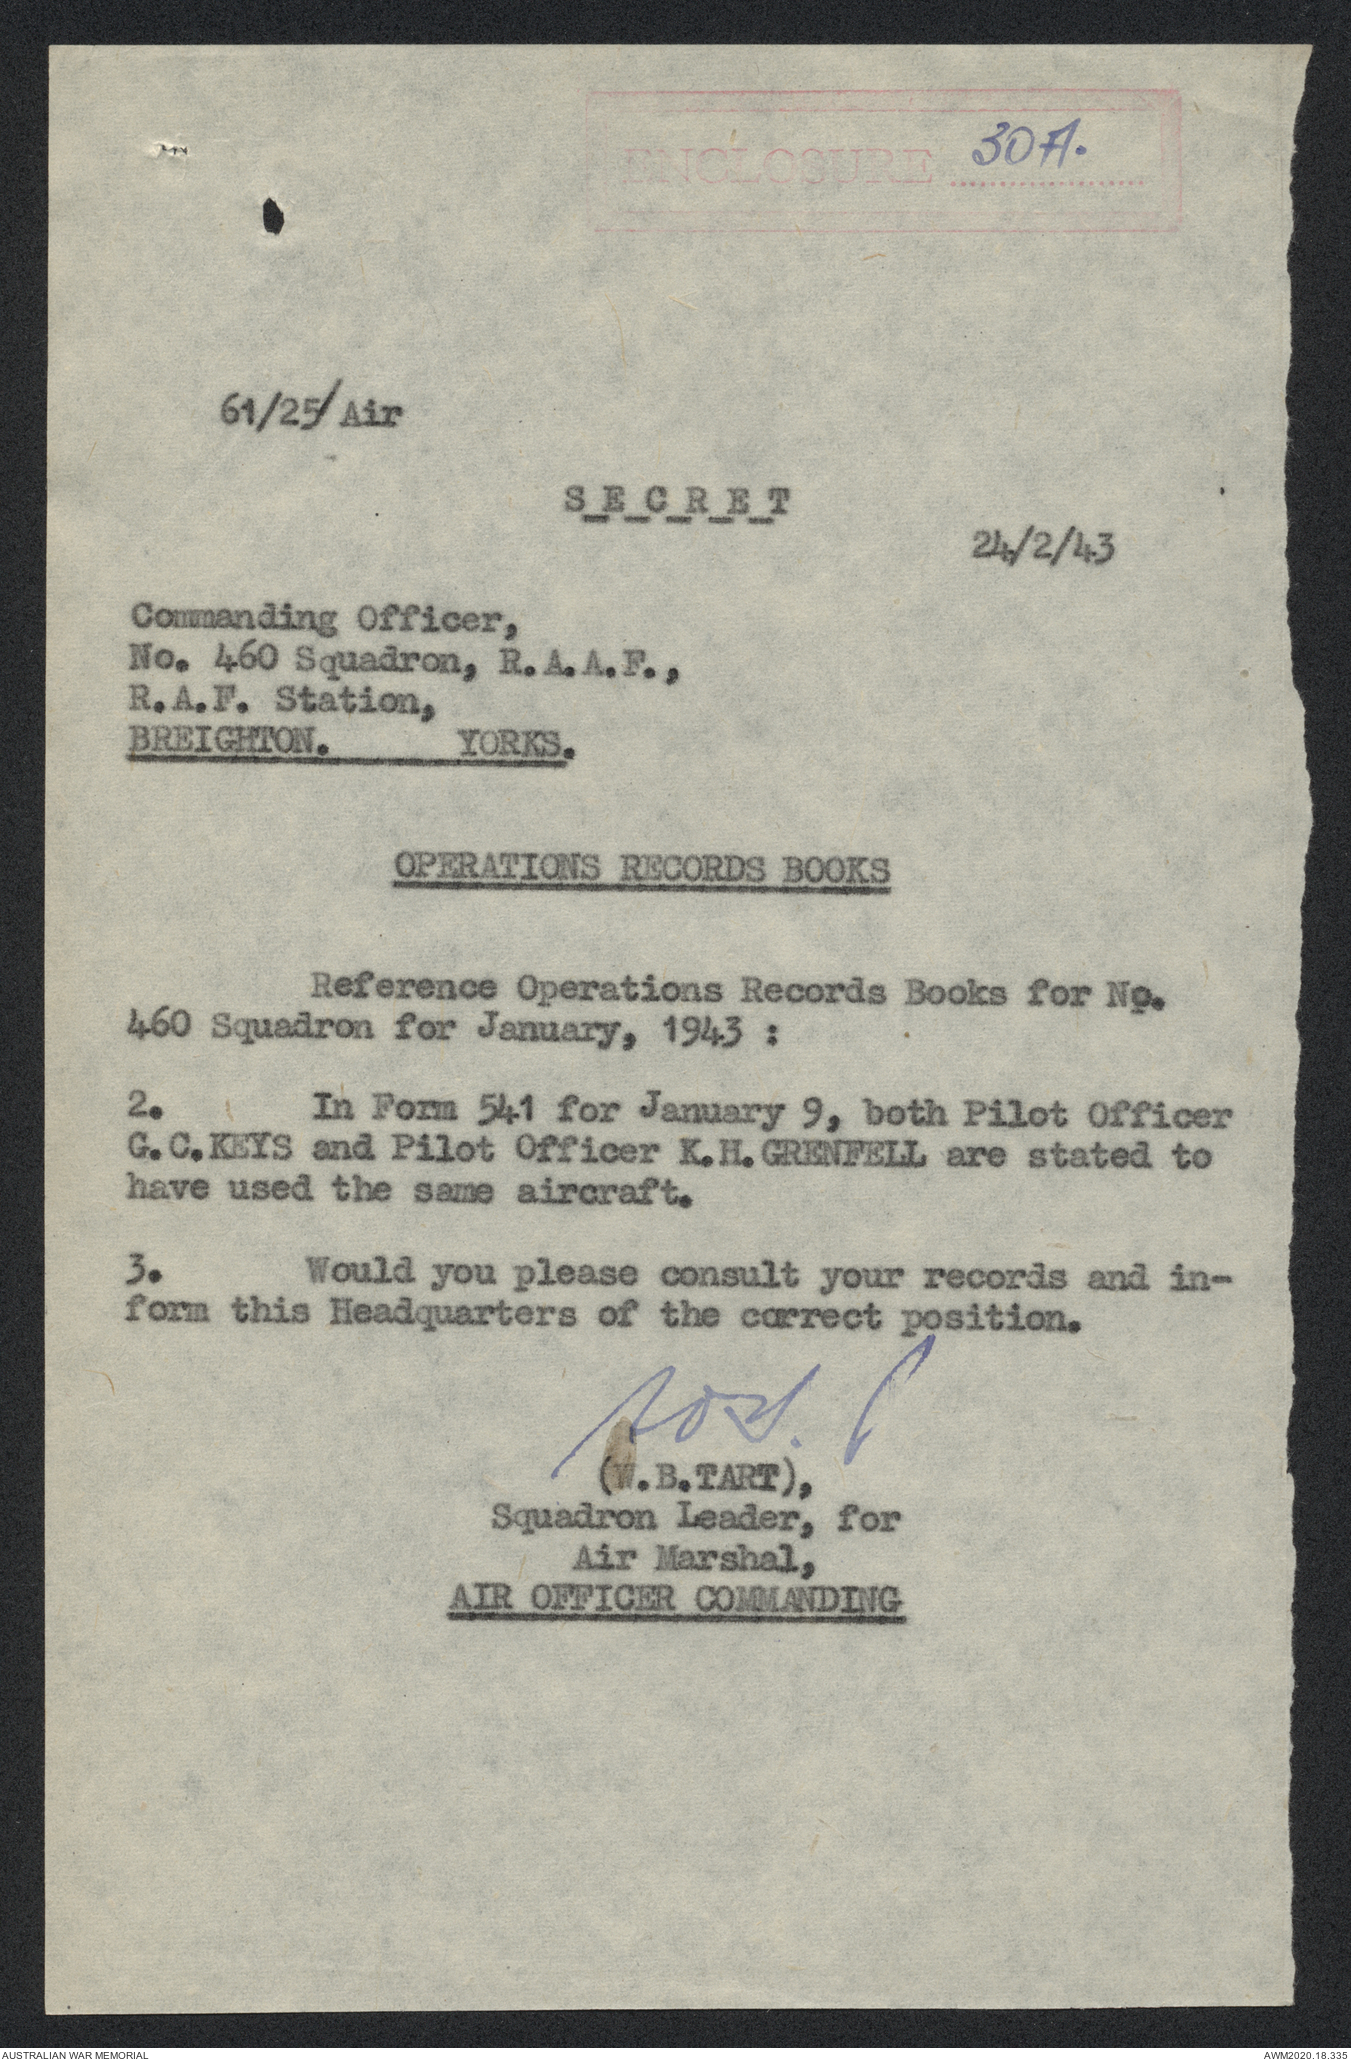 ENCLOSURE 30A.
61/25/Air
S_E_C_R_E_T
24/2/43
Commanding Officer,
No. 460 Squadron, R.A.A.F.,
R.A.F. Station,
BREIGHTON. YORKS.
OPERATIONS RECORDS BOOKS
Reference Operations Records Books for No.
460 Squadron for January, 1943 :
2. In Form 541 for January 9, both Pilot Officer
G.C.KEYS and Pilot Officer K.H.GRENFELL are stated to
have used the same aircraft.
3. Would you please consult your records and in-
form this Headquarters of the correct position.
(W.B.TART),
Squadron Leader, for
Air Marshal,
AIR OFFICER COMMANDING
AUSTRALIAN WAR MEMORIAL
AWM2020.18.335